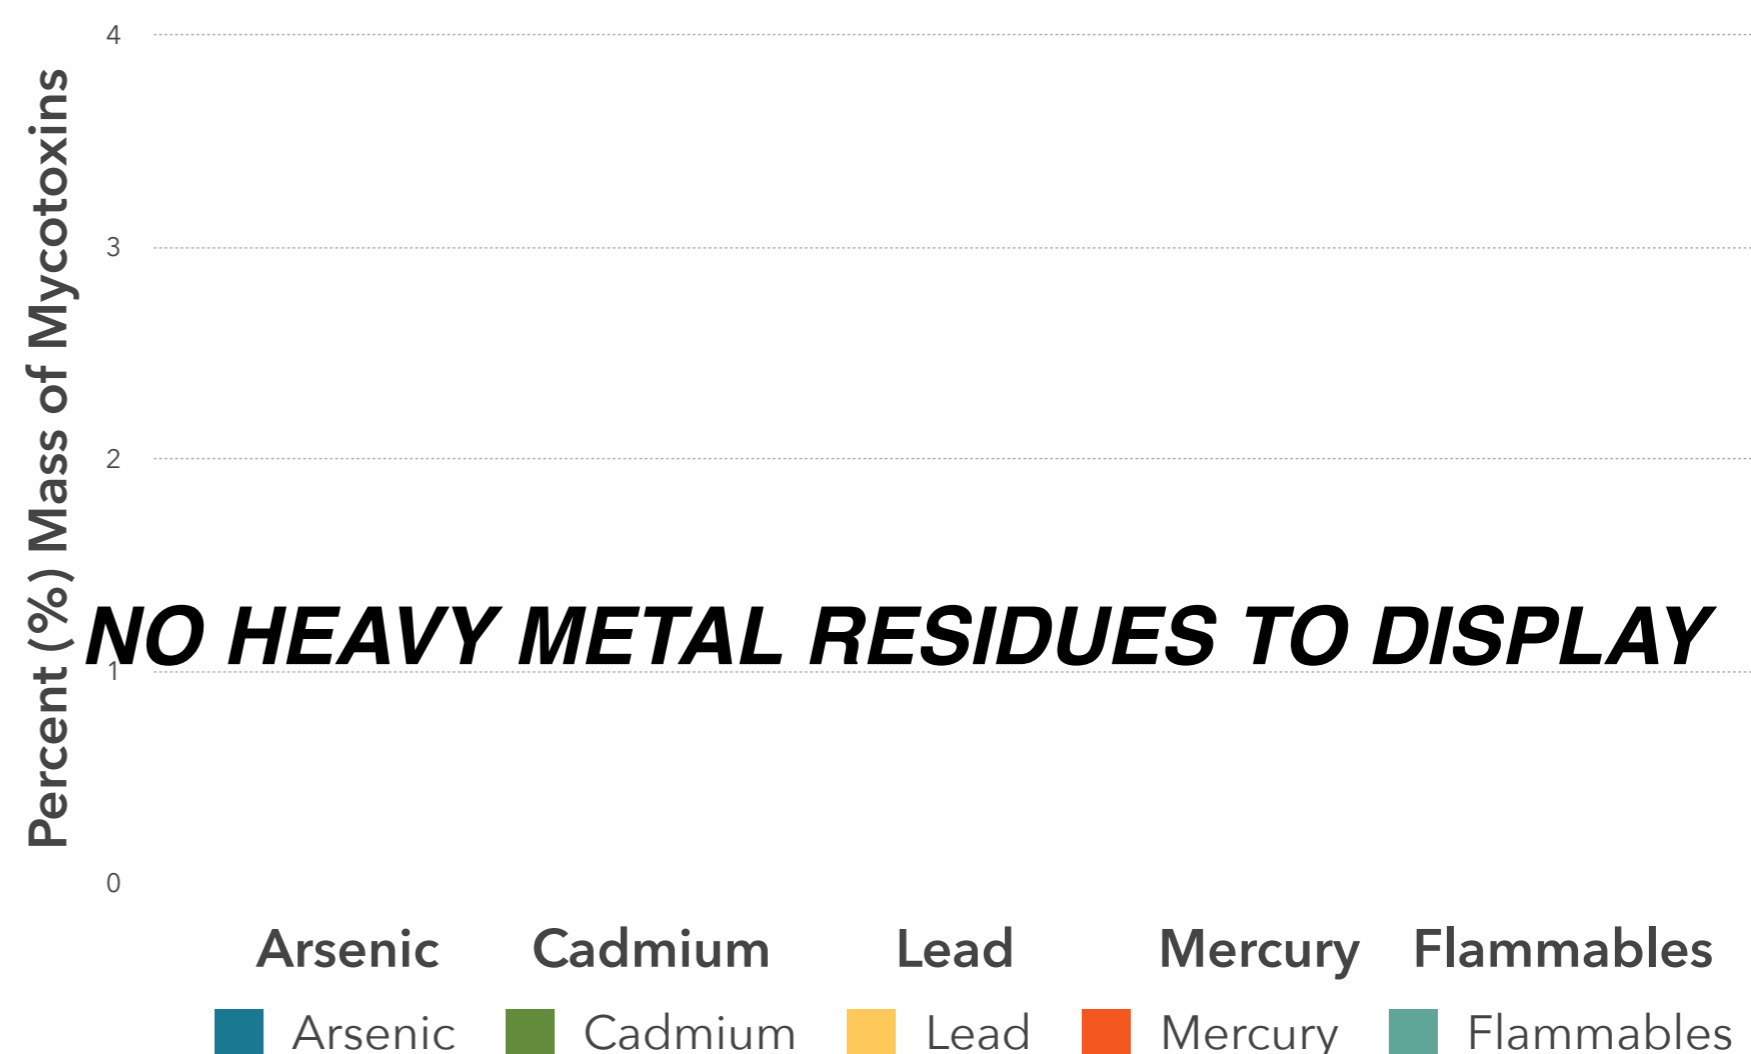 Percent (%) Mass of Mycotoxins
4
3
2
NO HEAVY METAL RESIDUES TO DISPLAY
1
0
Arsenic Cadmium Lead Mercury Flammables
Arsenic Cadmium Lead Mercury Flammables